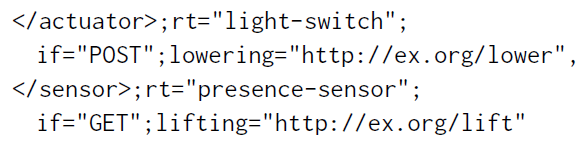 </actuator>;rt="light-switch";
if="POST";lowering="http://ex.org/lower",
</sensor>;rt="presence-sensor";
if="GET";lifting="http://ex.org/lift"